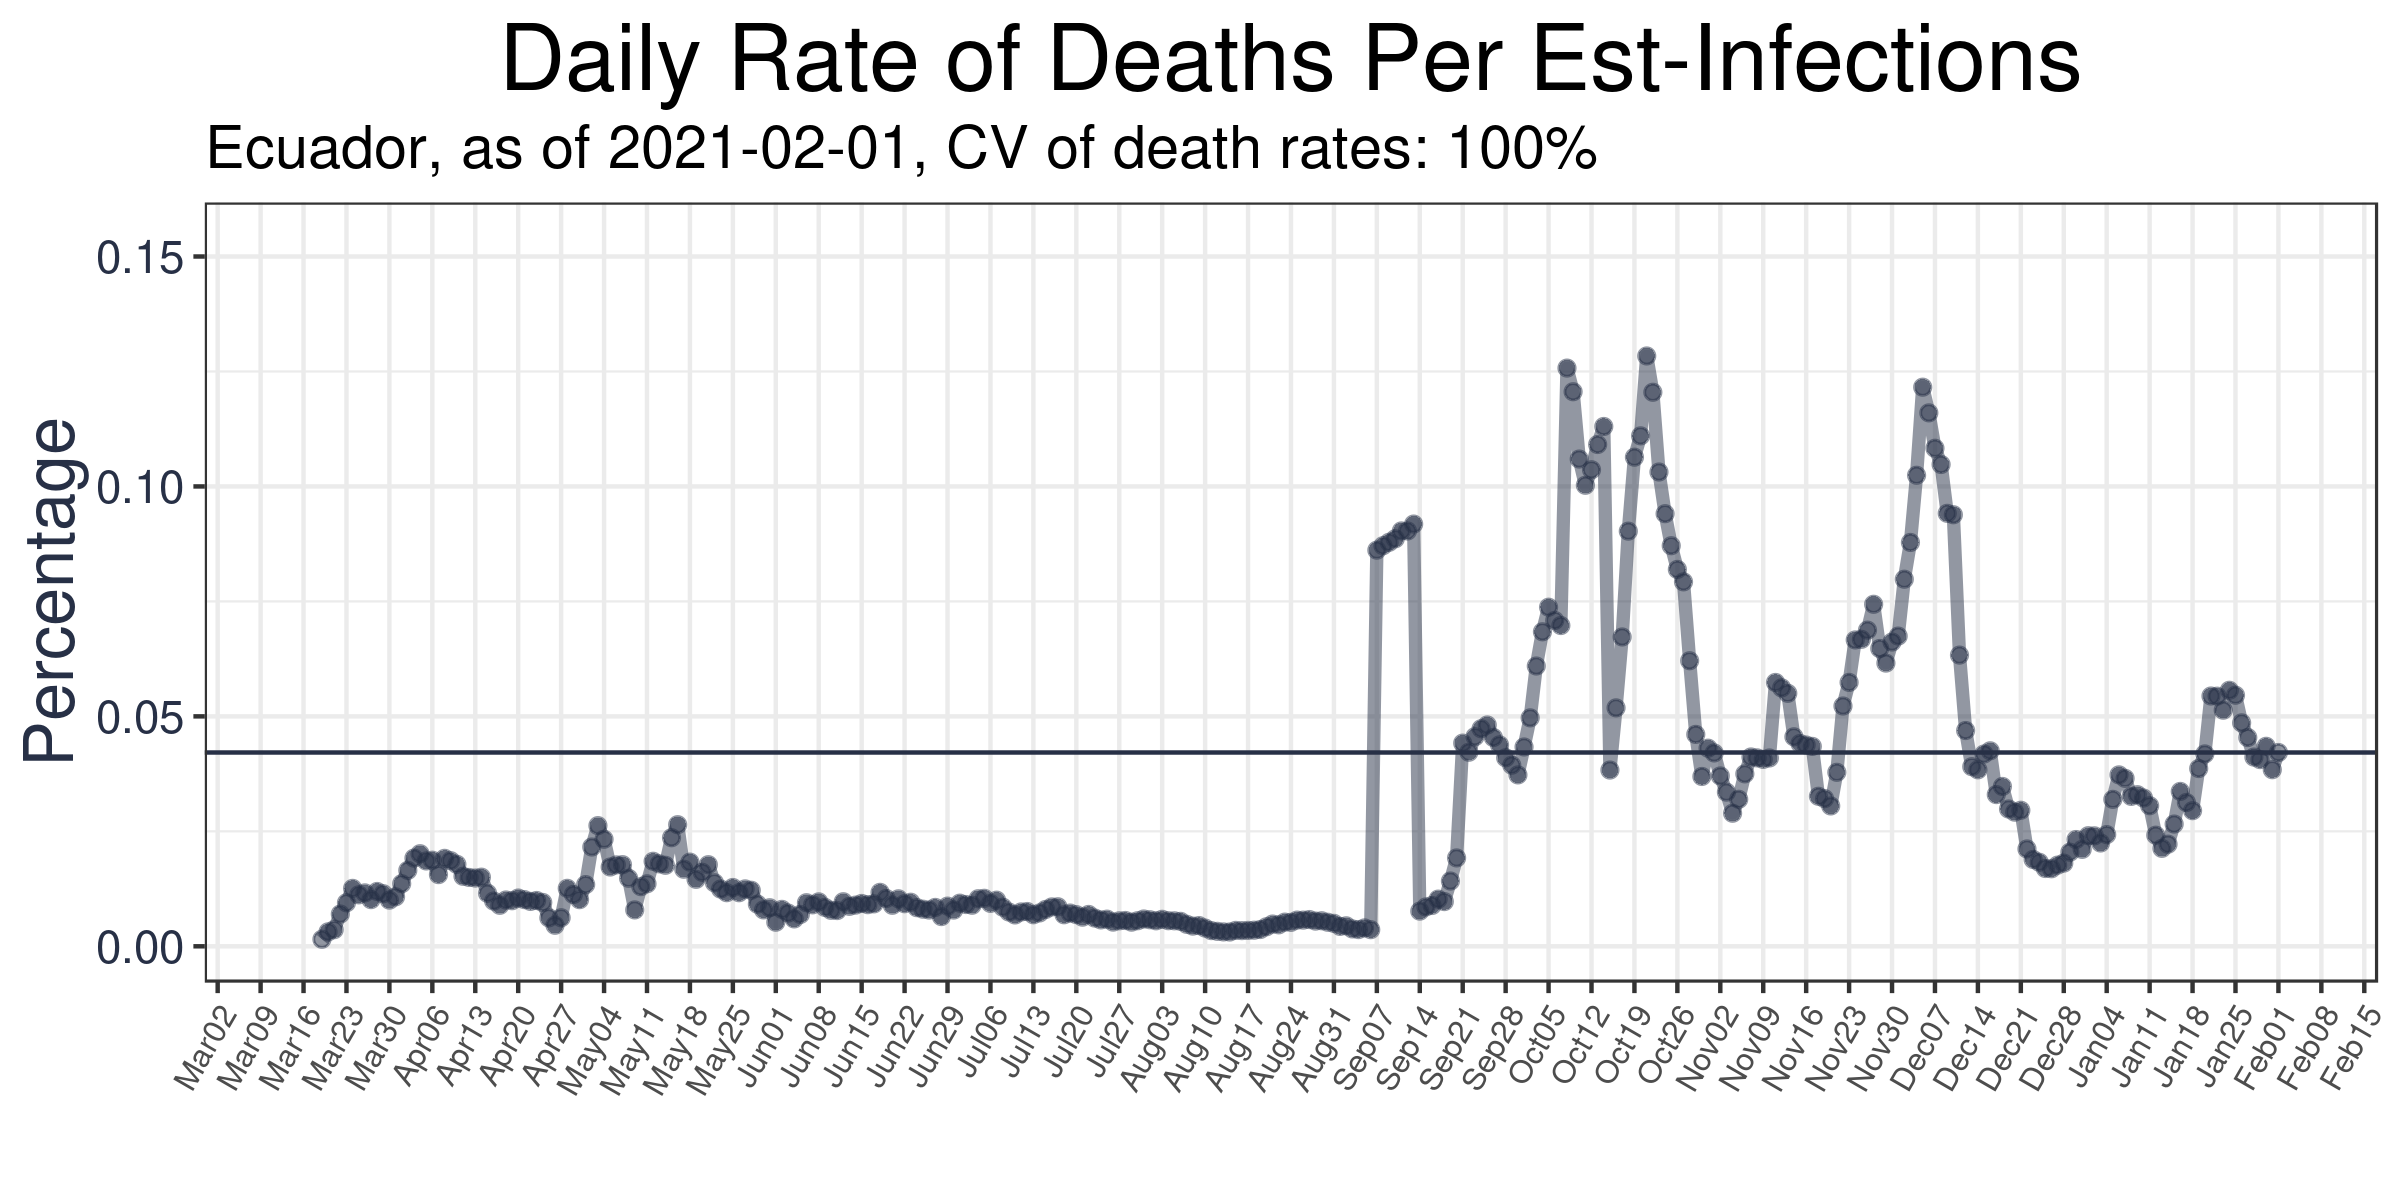 Daily Rate of Deaths Per Est-Infections
Ecuador, as of 2021-02-01, CV of death rates: 100%
Percentage
0.15
0.10
0.05
0.00
Mar02
Mar09
Mar16
Mar23
Mar30
Apr06
Apr13
Apr20
Apr27
May04
May11
May18
May25
Jun01
Jun08
Jun15
Jun22
Jun29
Jul06
Jul13
Jul20
Jul27
Aug03
Aug10
Aug17
Aug24
Aug31
Sep07
Sep14
Sep21
Sep28
Oct05
Oct12
Oct19
Oct26
Nov02
Nov09
Nov16
Nov23
Nov30
Dec07
Dec14
Dec21
Dec28
Jan04
Jan11
Jan18
Jan25
Feb01
Feb08
Feb15